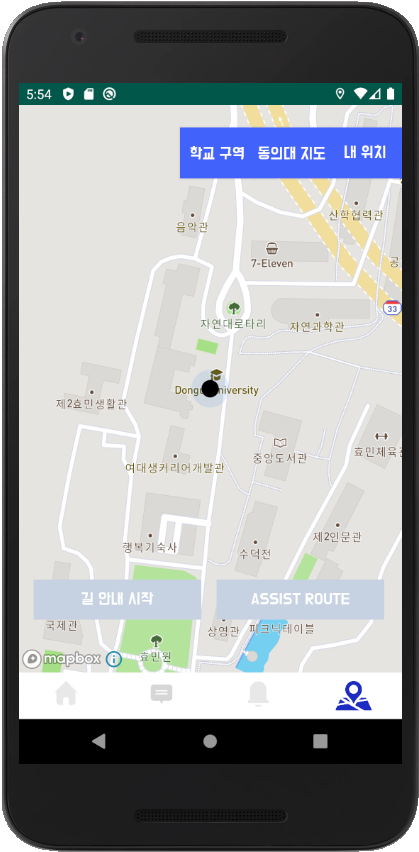 5:54
학교 구역 동의대 지도 내 위치
산학협력관
음악관
7-Eleven
33
자연대로타리
자연과학관
제2효민생활관
중앙도서관
효민체육관
여대생커리어개발관
행복기숙사
수덕전
제2인문관
길 안내 시작
ASSIST ROUTE
국제관
상영관
피크닉테이블
효민원
mapbox